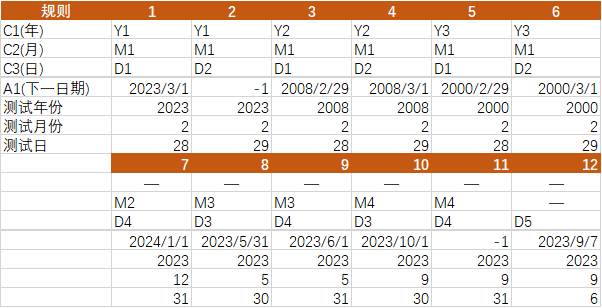 规则 1 2 3 4 5 6
C1(年) Y1 Y1 Y2 Y2 Y3 Y3
C2(月) M1 M1 M1 M1 M1 M1
C3(日) D1 D2 D1 D2 D1 D2
A1(下一日期) 2023/3/1 -1 2008/2/29 2008/3/1 2000/2/29 2000/3/1
测试年份 2023 2023 2008 2008 2000 2000
测试月份 2 2 2 2 2 2
测试日 28 29 28 29 28 29
7 8 9 10 11 12
— — — — — —
M2 M3 M3 M4 M4 —
D4 D3 D4 D3 D4 D5
2024/1/1 2023/5/31 2023/6/1 2023/10/1 -1 2023/9/7
2023 2023 2023 2023 2023 2023
12 5 5 9 9 9
31 30 31 30 31 6